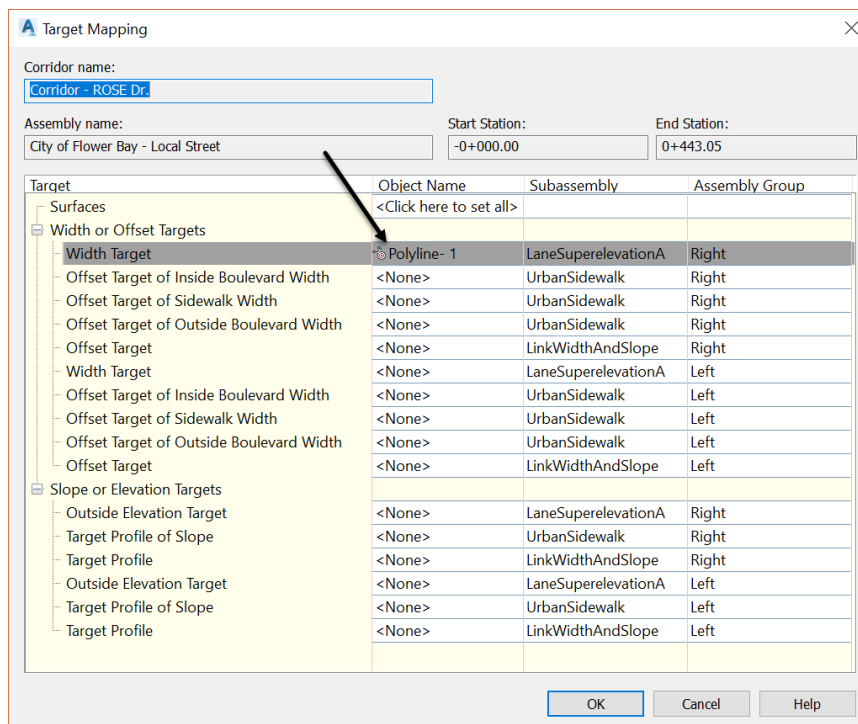 Target Mapping
Corridor name:
Corridor - ROSE Dr.
Assembly name: Start Station: End Station:
City of Flower Bay - Local Street -0+000.00 0+443.05
Target Object Name Subassembly Assembly Group
Surfaces <Click here to set all>
Width or Offset Targets
Width Target Polyline- 1 LaneSuperelevationA Right
Offset Target of Inside Boulevard Width <None> UrbanSidewalk Right
Offset Target of Sidewalk Width <None> UrbanSidewalk Right
Offset Target of Outside Boulevard Width <None> UrbanSidewalk Right
Offset Target <None> LinkWidthAndSlope Right
Width Target <None> LaneSuperelevationA Left
Offset Target of Inside Boulevard Width <None> UrbanSidewalk Left
Offset Target of Sidewalk Width <None> UrbanSidewalk Left
Offset Target of Outside Boulevard Width <None> UrbanSidewalk Left
Offset Target <None> LinkWidthAndSlope Left
Slope or Elevation Targets
Outside Elevation Target <None> LaneSuperelevationA Right
Target Profile of Slope <None> UrbanSidewalk Right
Target Profile <None> LinkWidthAndSlope Right
Outside Elevation Target <None> LaneSuperelevationA Left
Target Profile of Slope <None> UrbanSidewalk Left
Target Profile <None> LinkWidthAndSlope Left
OK Cancel Help